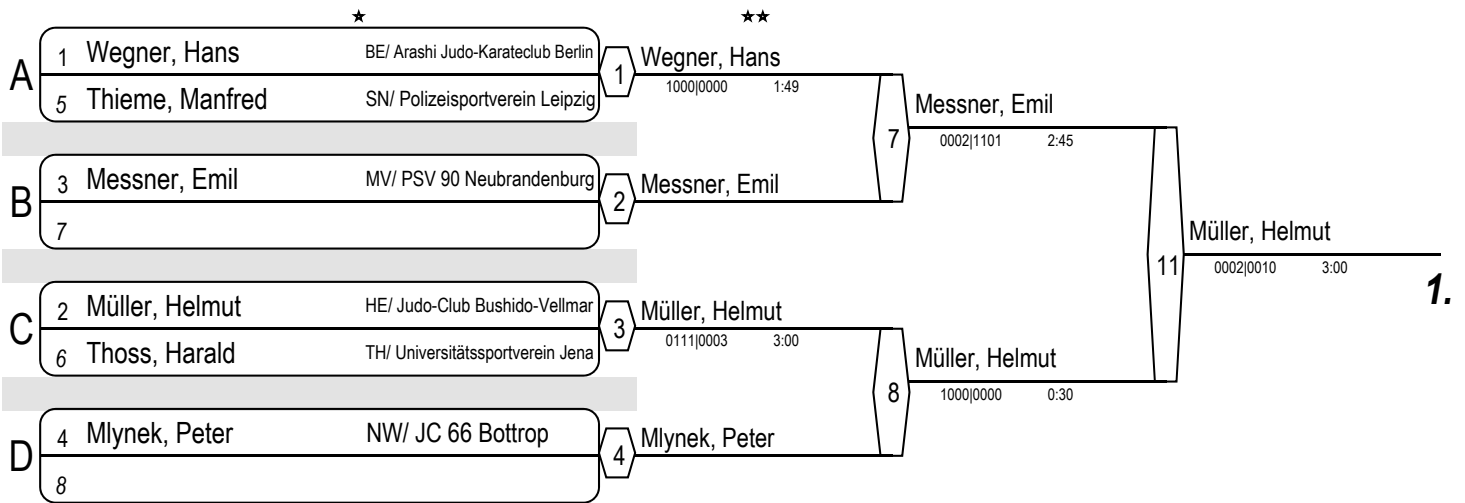 ★ ★★
A 1 Wegner, Hans BE/ Arashi Judo-Karateclub Berlin
5 Thieme, Manfred SN/ Polizeisportverein Leipzig
1 Wegner, Hans
1000|0000 1:49
B 3 Messner, Emil MV/ PSV 90 Neubrandenburg
7
2 Messner, Emil
7 Messner, Emil
0002|1101 2:45
C 2 Müller, Helmut HE/ Judo-Club Bushido-Vellmar
6 Thoss, Harald TH/ Universitätssportverein Jena
3 Müller, Helmut
0111|0003 3:00
D 4 Mlynek, Peter NW/ JC 66 Bottrop
8
4 Mlynek, Peter
8 Müller, Helmut
1000|0000 0:30
11 Müller, Helmut
0002|0010 3:00
1.